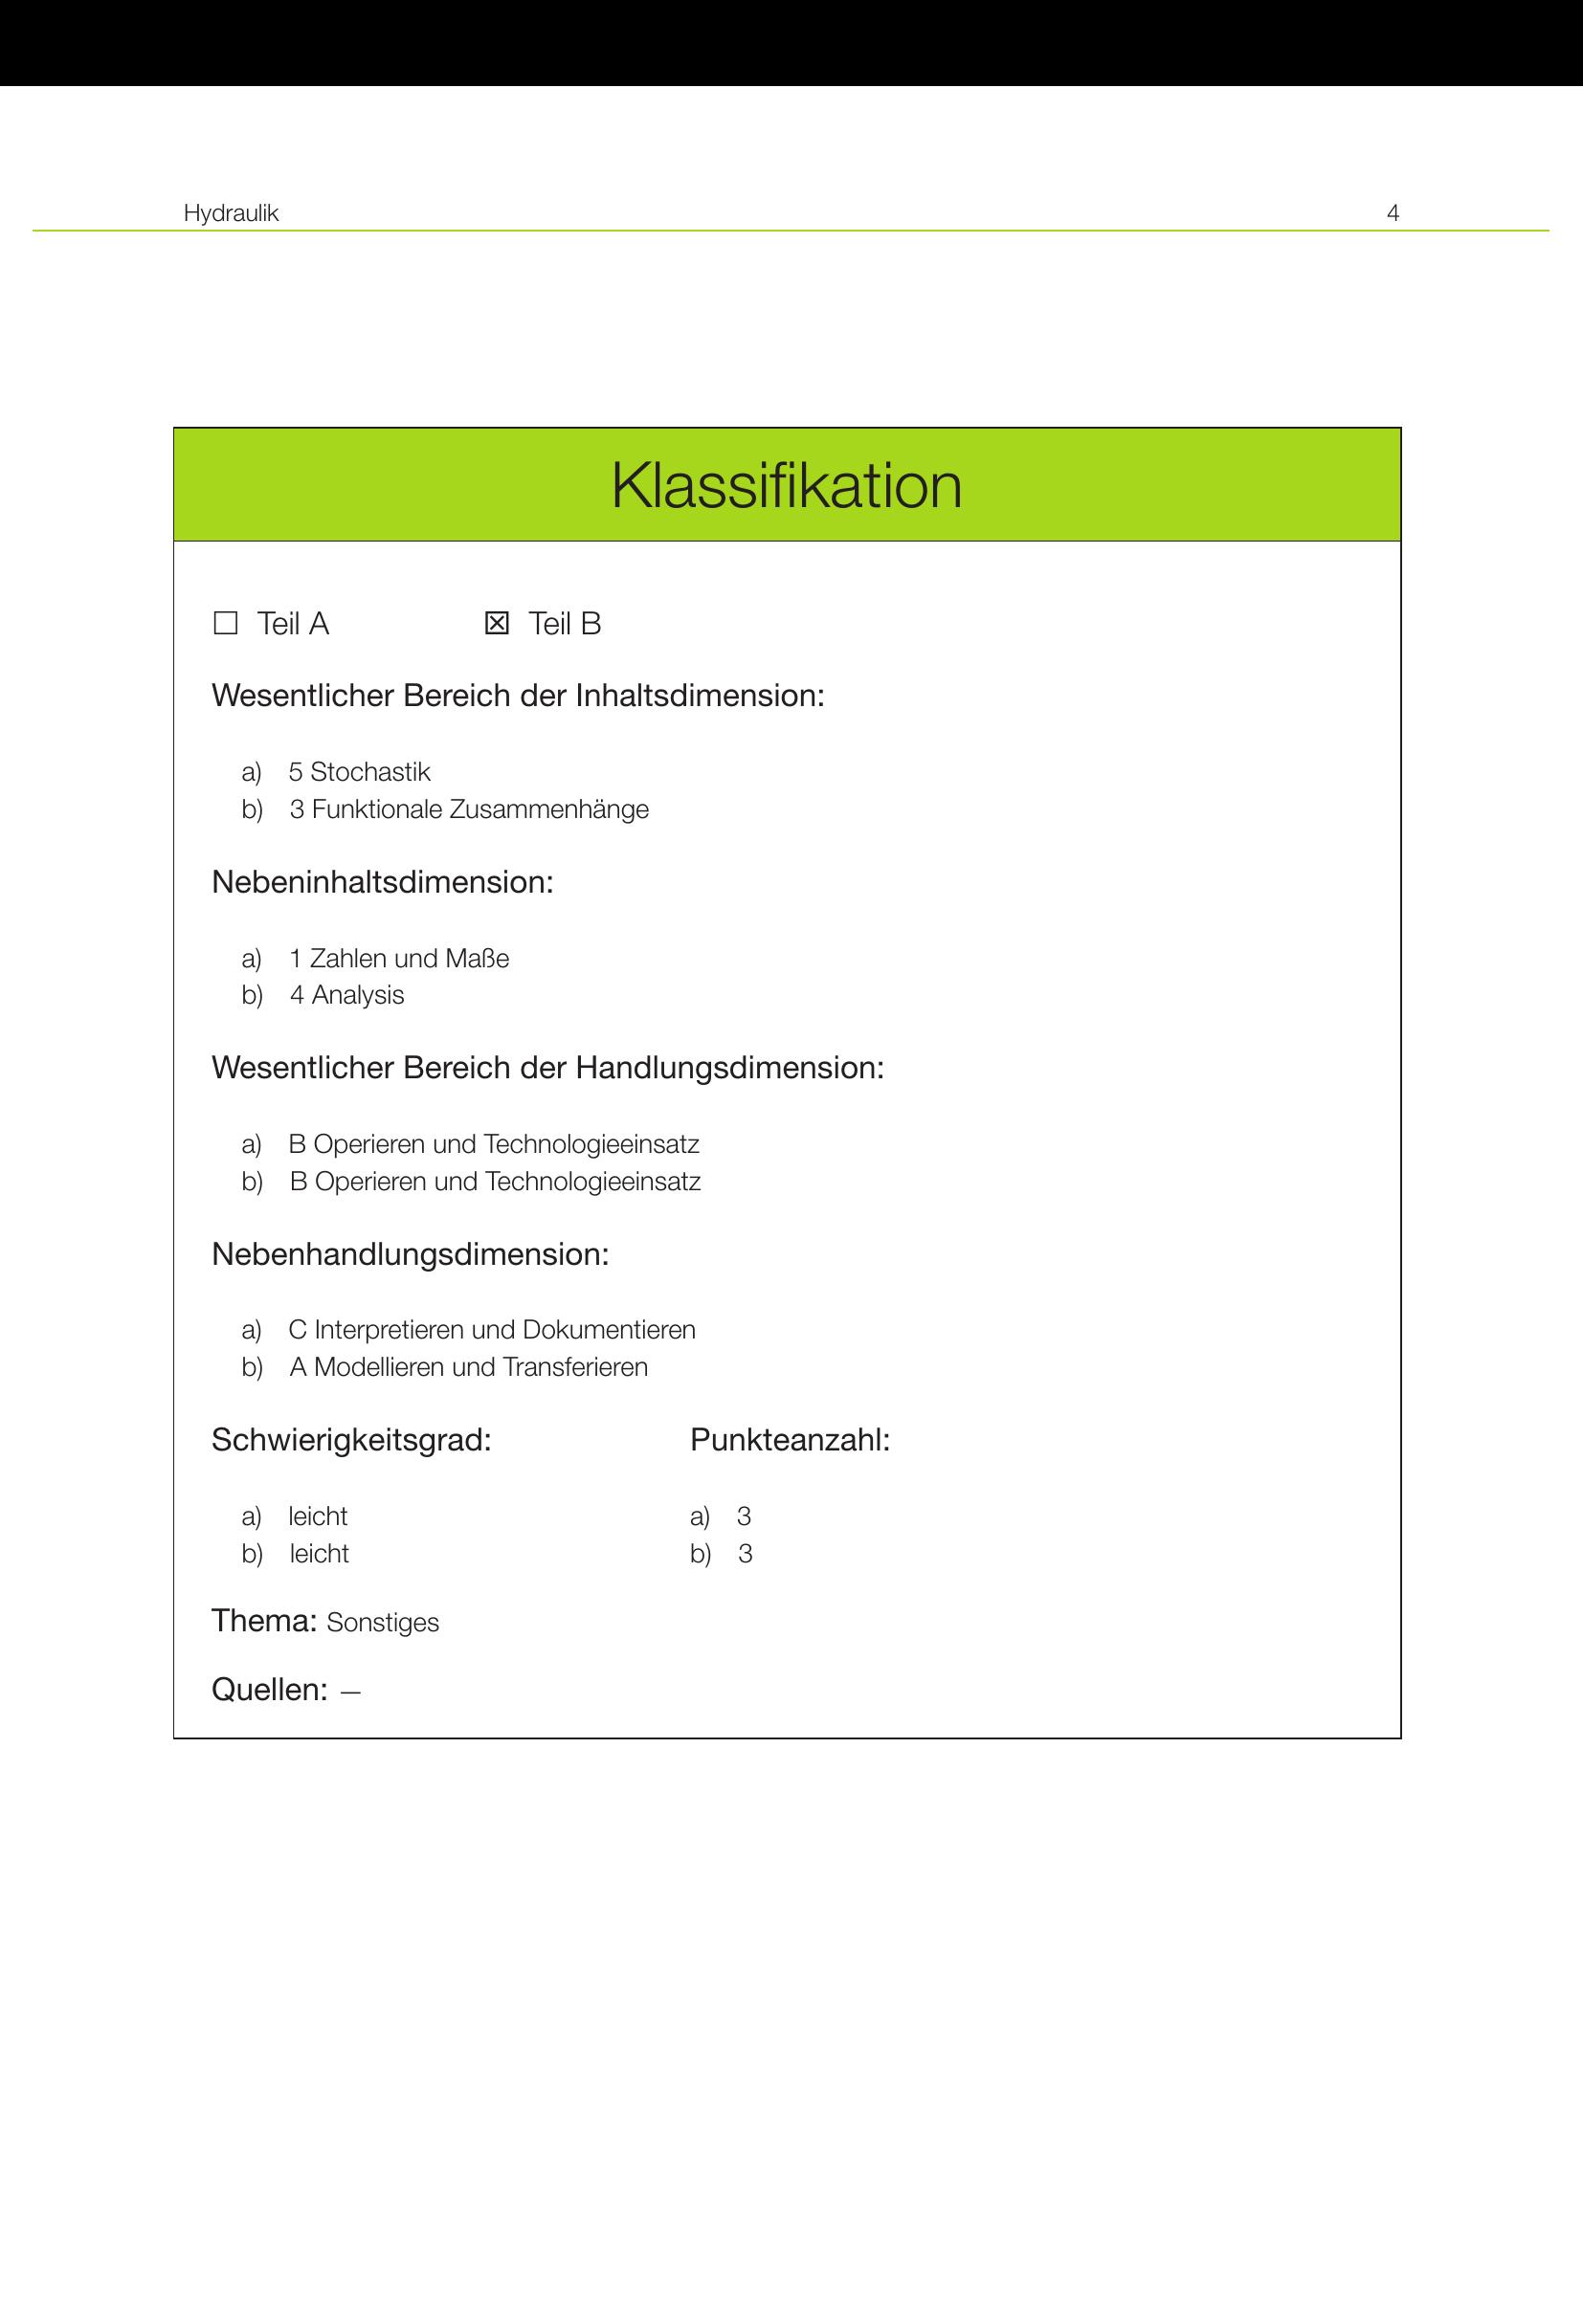 Hydraulik 4
Klassifikation
☐ Teil A ☒ Teil B
Wesentlicher Bereich der Inhaltsdimension:
a) 5 Stochastik
b) 3 Funktionale Zusammenhänge
Nebeninhaltsdimension:
a) 1 Zahlen und Maße
b) 4 Analysis
Wesentlicher Bereich der Handlungsdimension:
a) B Operieren und Technologieeinsatz
b) B Operieren und Technologieeinsatz
Nebenhandlungsdimension:
a) C Interpretieren und Dokumentieren
b) A Modellieren und Transferieren
Schwierigkeitsgrad: Punkteanzahl:
a) leicht a) 3
b) leicht b) 3
Thema: Sonstiges
Quellen: —